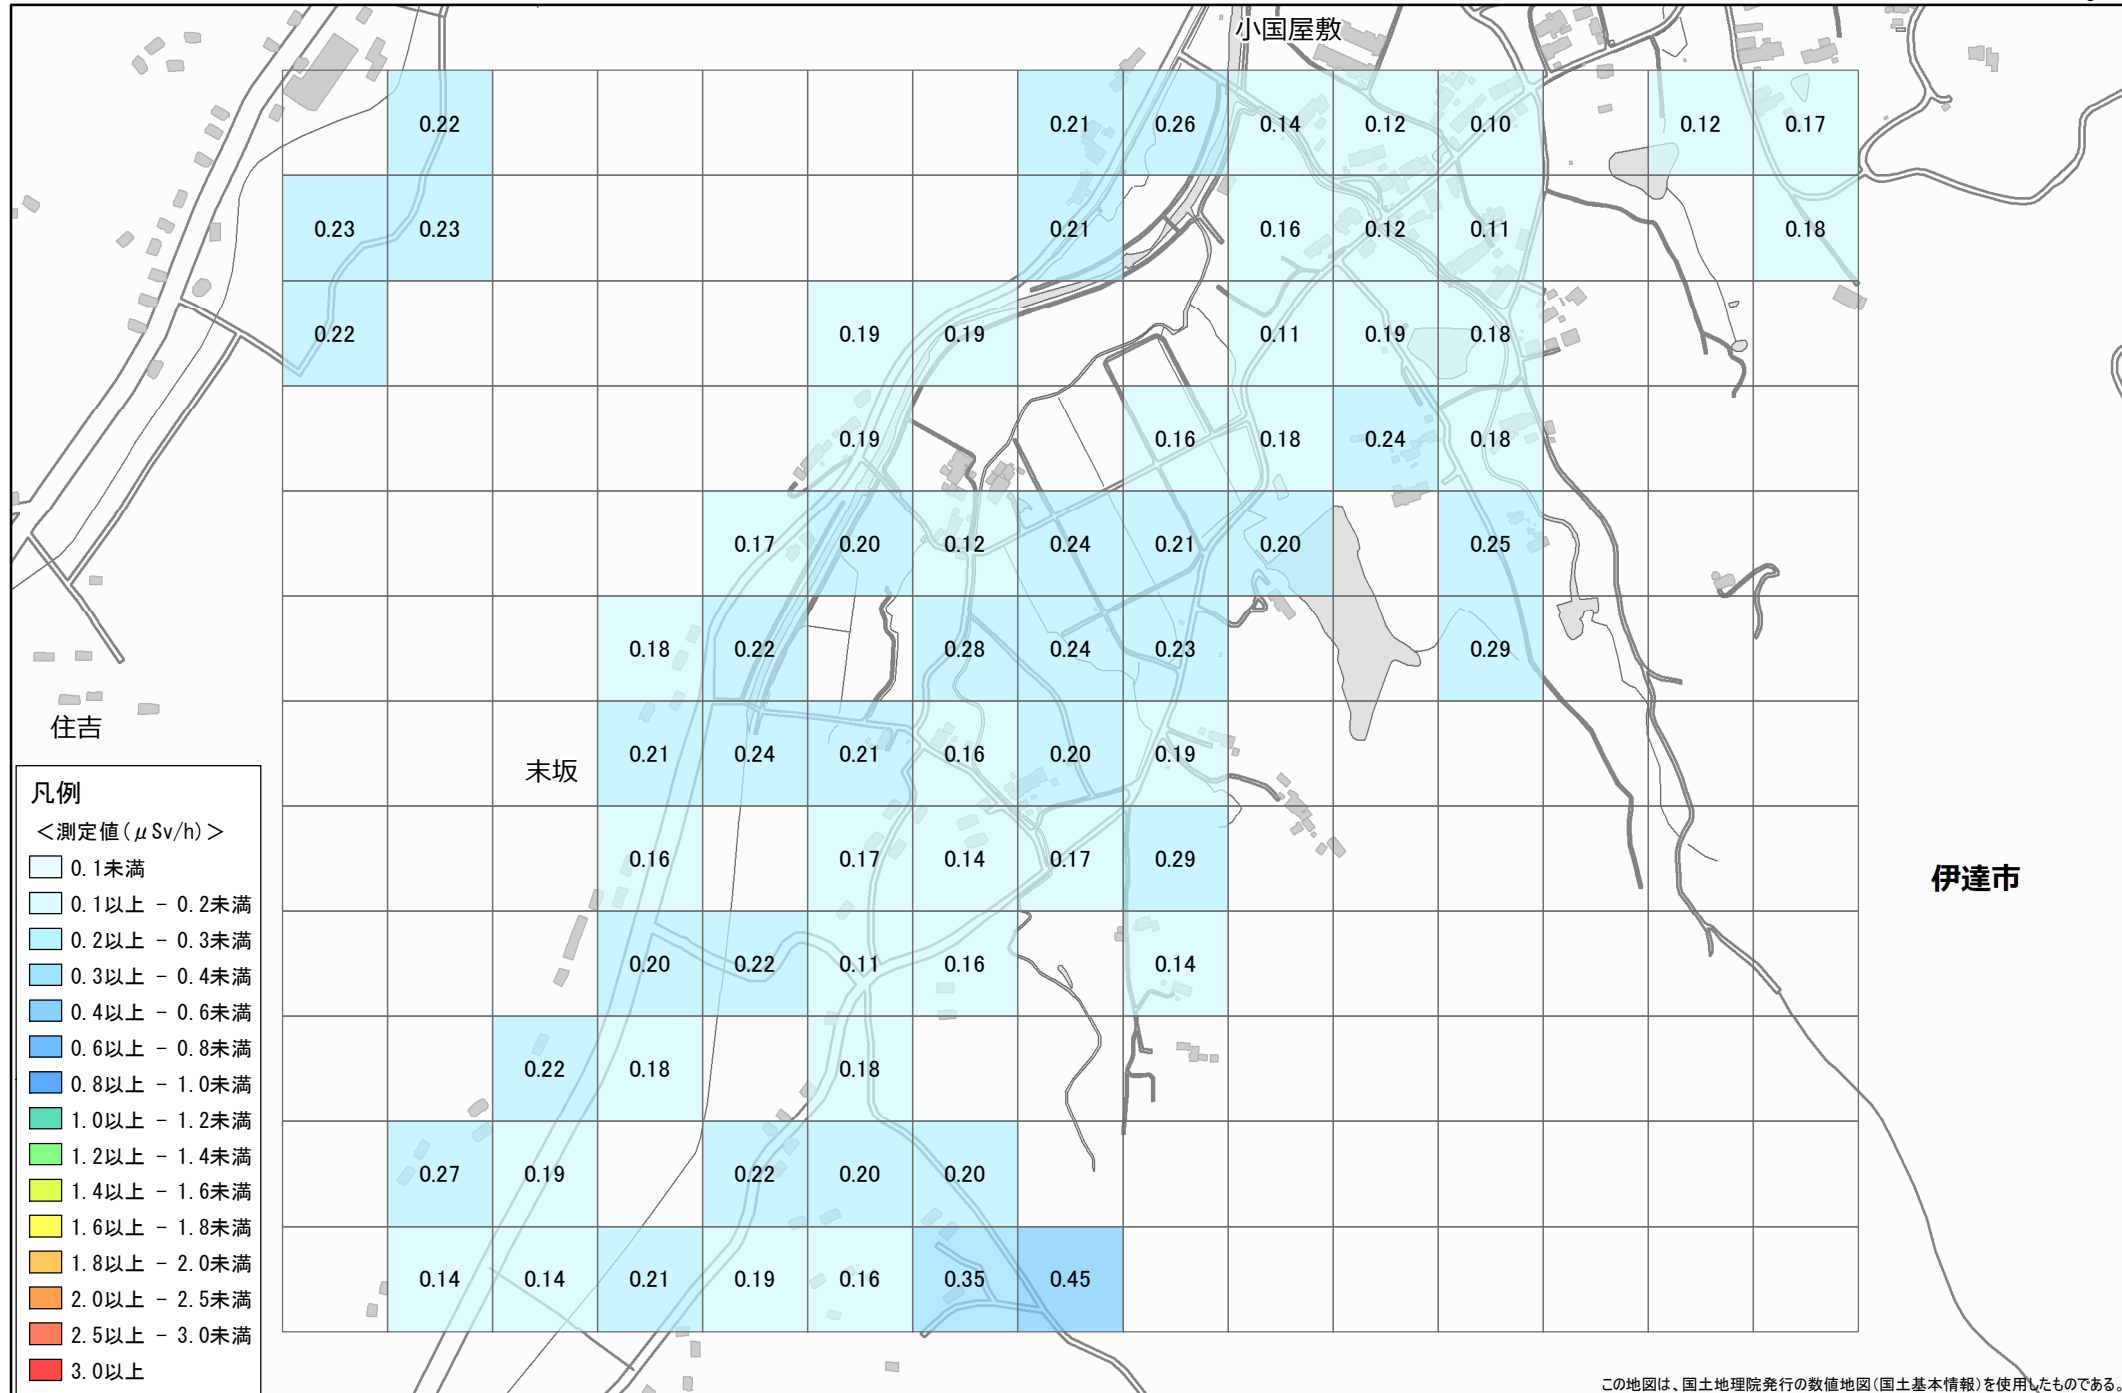 小国屋敷
0.22 0.21 0.26 0.14 0.12 0.10 0.12 0.17
0.23 0.23 0.21 0.16 0.12 0.11 0.18
0.22 0.19 0.19 0.11 0.19 0.18
0.19 0.16 0.18 0.24 0.18
0.17 0.20 0.12 0.24 0.21 0.20 0.25
0.18 0.22 0.28 0.24 0.23 0.29
住吉
末坂
0.21 0.24 0.21 0.16 0.20 0.19
0.16 0.17 0.14 0.17 0.29
伊達市
0.20 0.22 0.11 0.16 0.14
0.22 0.18 0.18
0.27 0.19 0.22 0.20 0.20
0.14 0.14 0.21 0.19 0.16 0.35 0.45
凡例
＜測定値(μSv/h)＞
0.1未満
0.1以上 － 0.2未満
0.2以上 － 0.3未満
0.3以上 － 0.4未満
0.4以上 － 0.6未満
0.6以上 － 0.8未満
0.8以上 － 1.0未満
1.0以上 － 1.2未満
1.2以上 － 1.4未満
1.4以上 － 1.6未満
1.6以上 － 1.8未満
1.8以上 － 2.0未満
2.0以上 － 2.5未満
2.5以上 － 3.0未満
3.0以上
この地図は、国土地理院発行の数値地図(国土基本情報)を使用したものである。